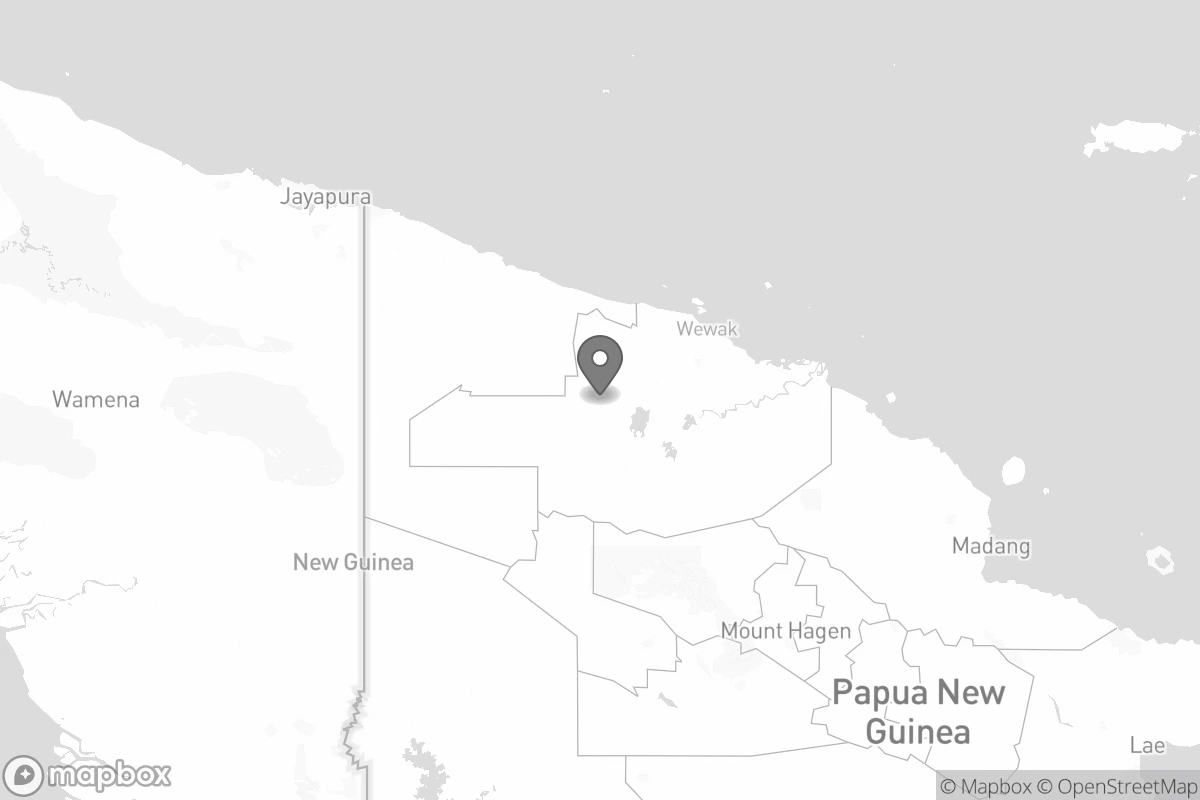 Jayapura
Wewak
Wamena
Madang
New Guinea
Mount Hagen
Papua New
Guinea
Lae
mapbox
© Mapbox © OpenStreetMap